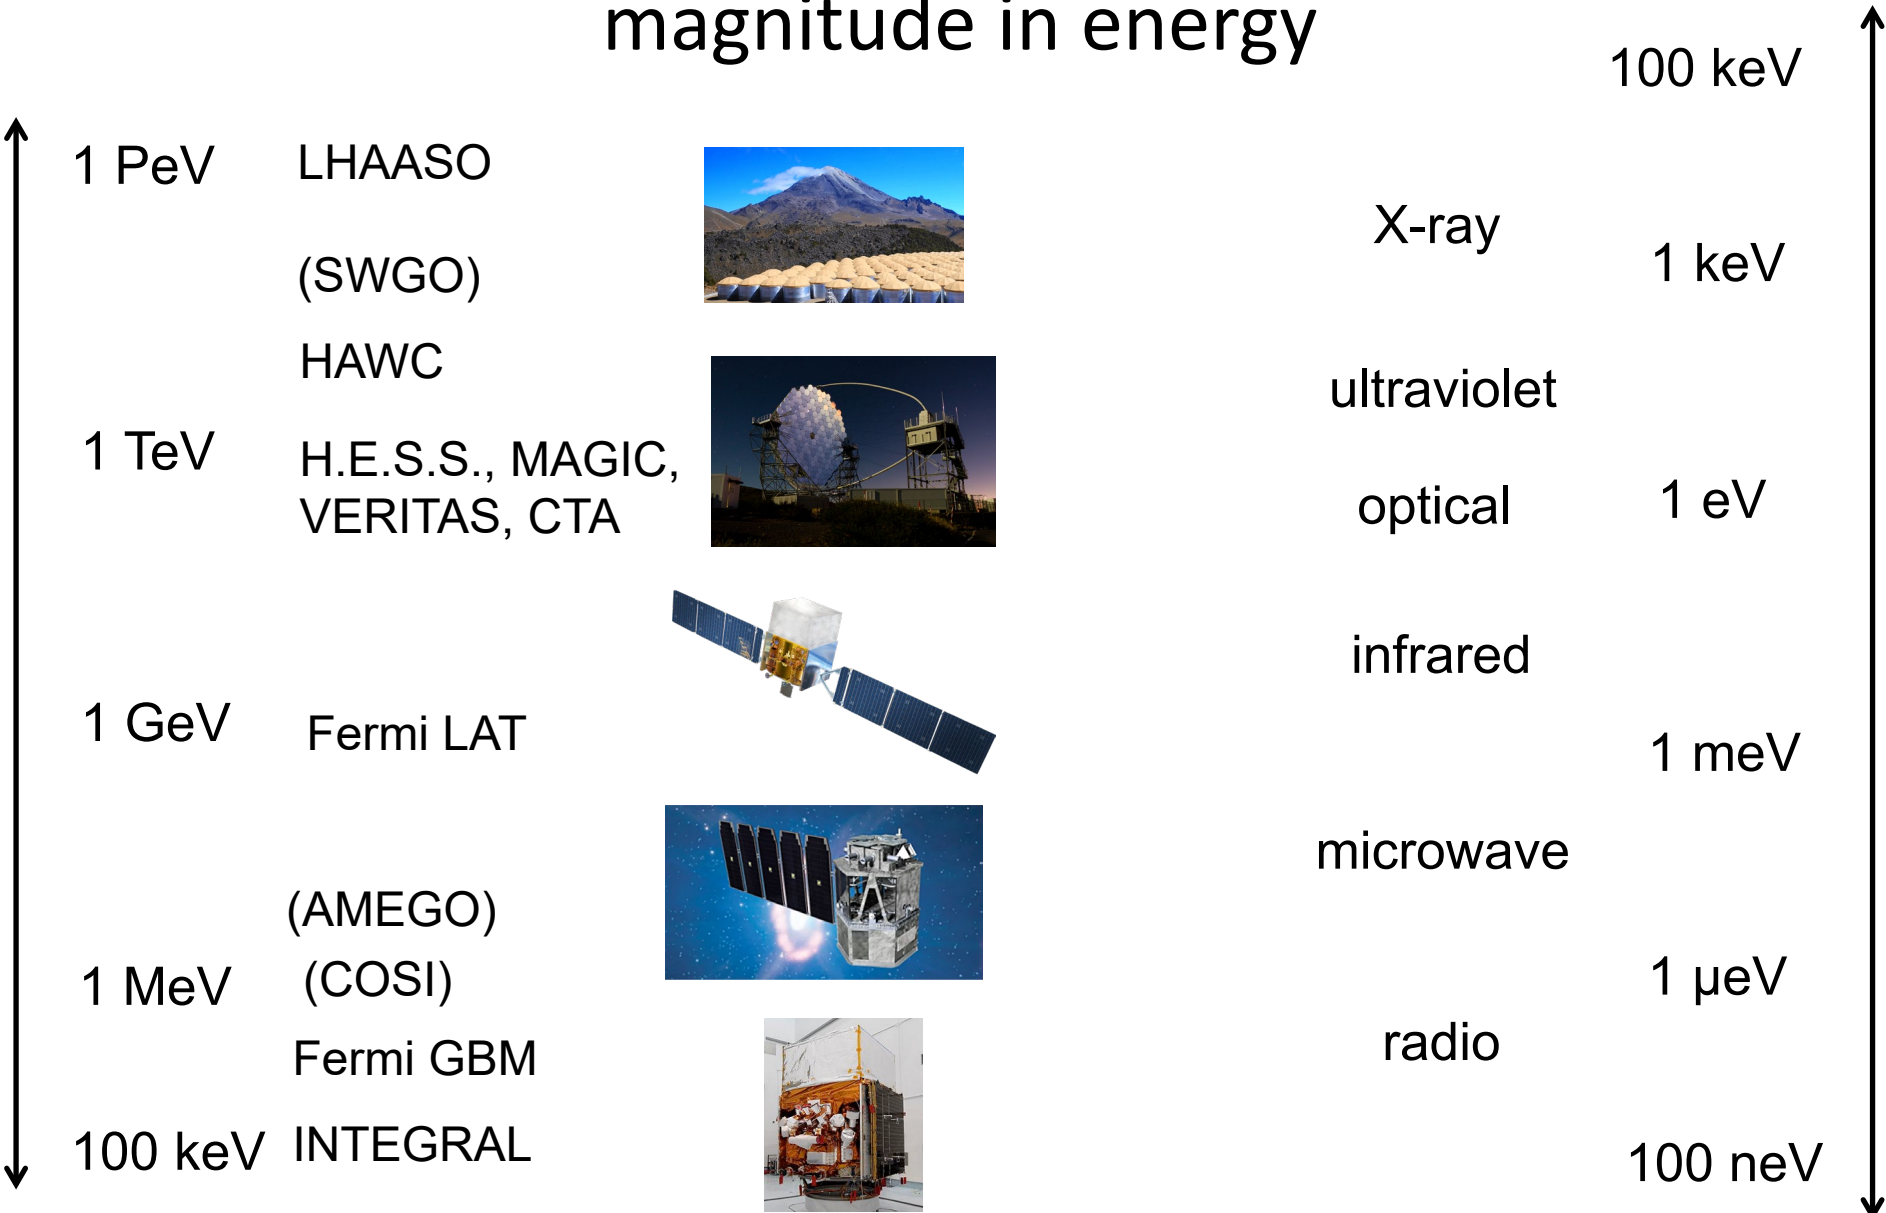 magnitude in energy
1 PeV
LHAASO
(SWGO)
HAWC
1 TeV
H.E.S.S., MAGIC,
VERITAS, CTA
1 GeV
Fermi LAT
(AMEGO)
1 MeV
(COSI)
Fermi GBM
100 keV
INTEGRAL
100 keV
X-ray
1 keV
ultraviolet
optical
1 eV
infrared
1 meV
microwave
1 µeV
radio
100 neV